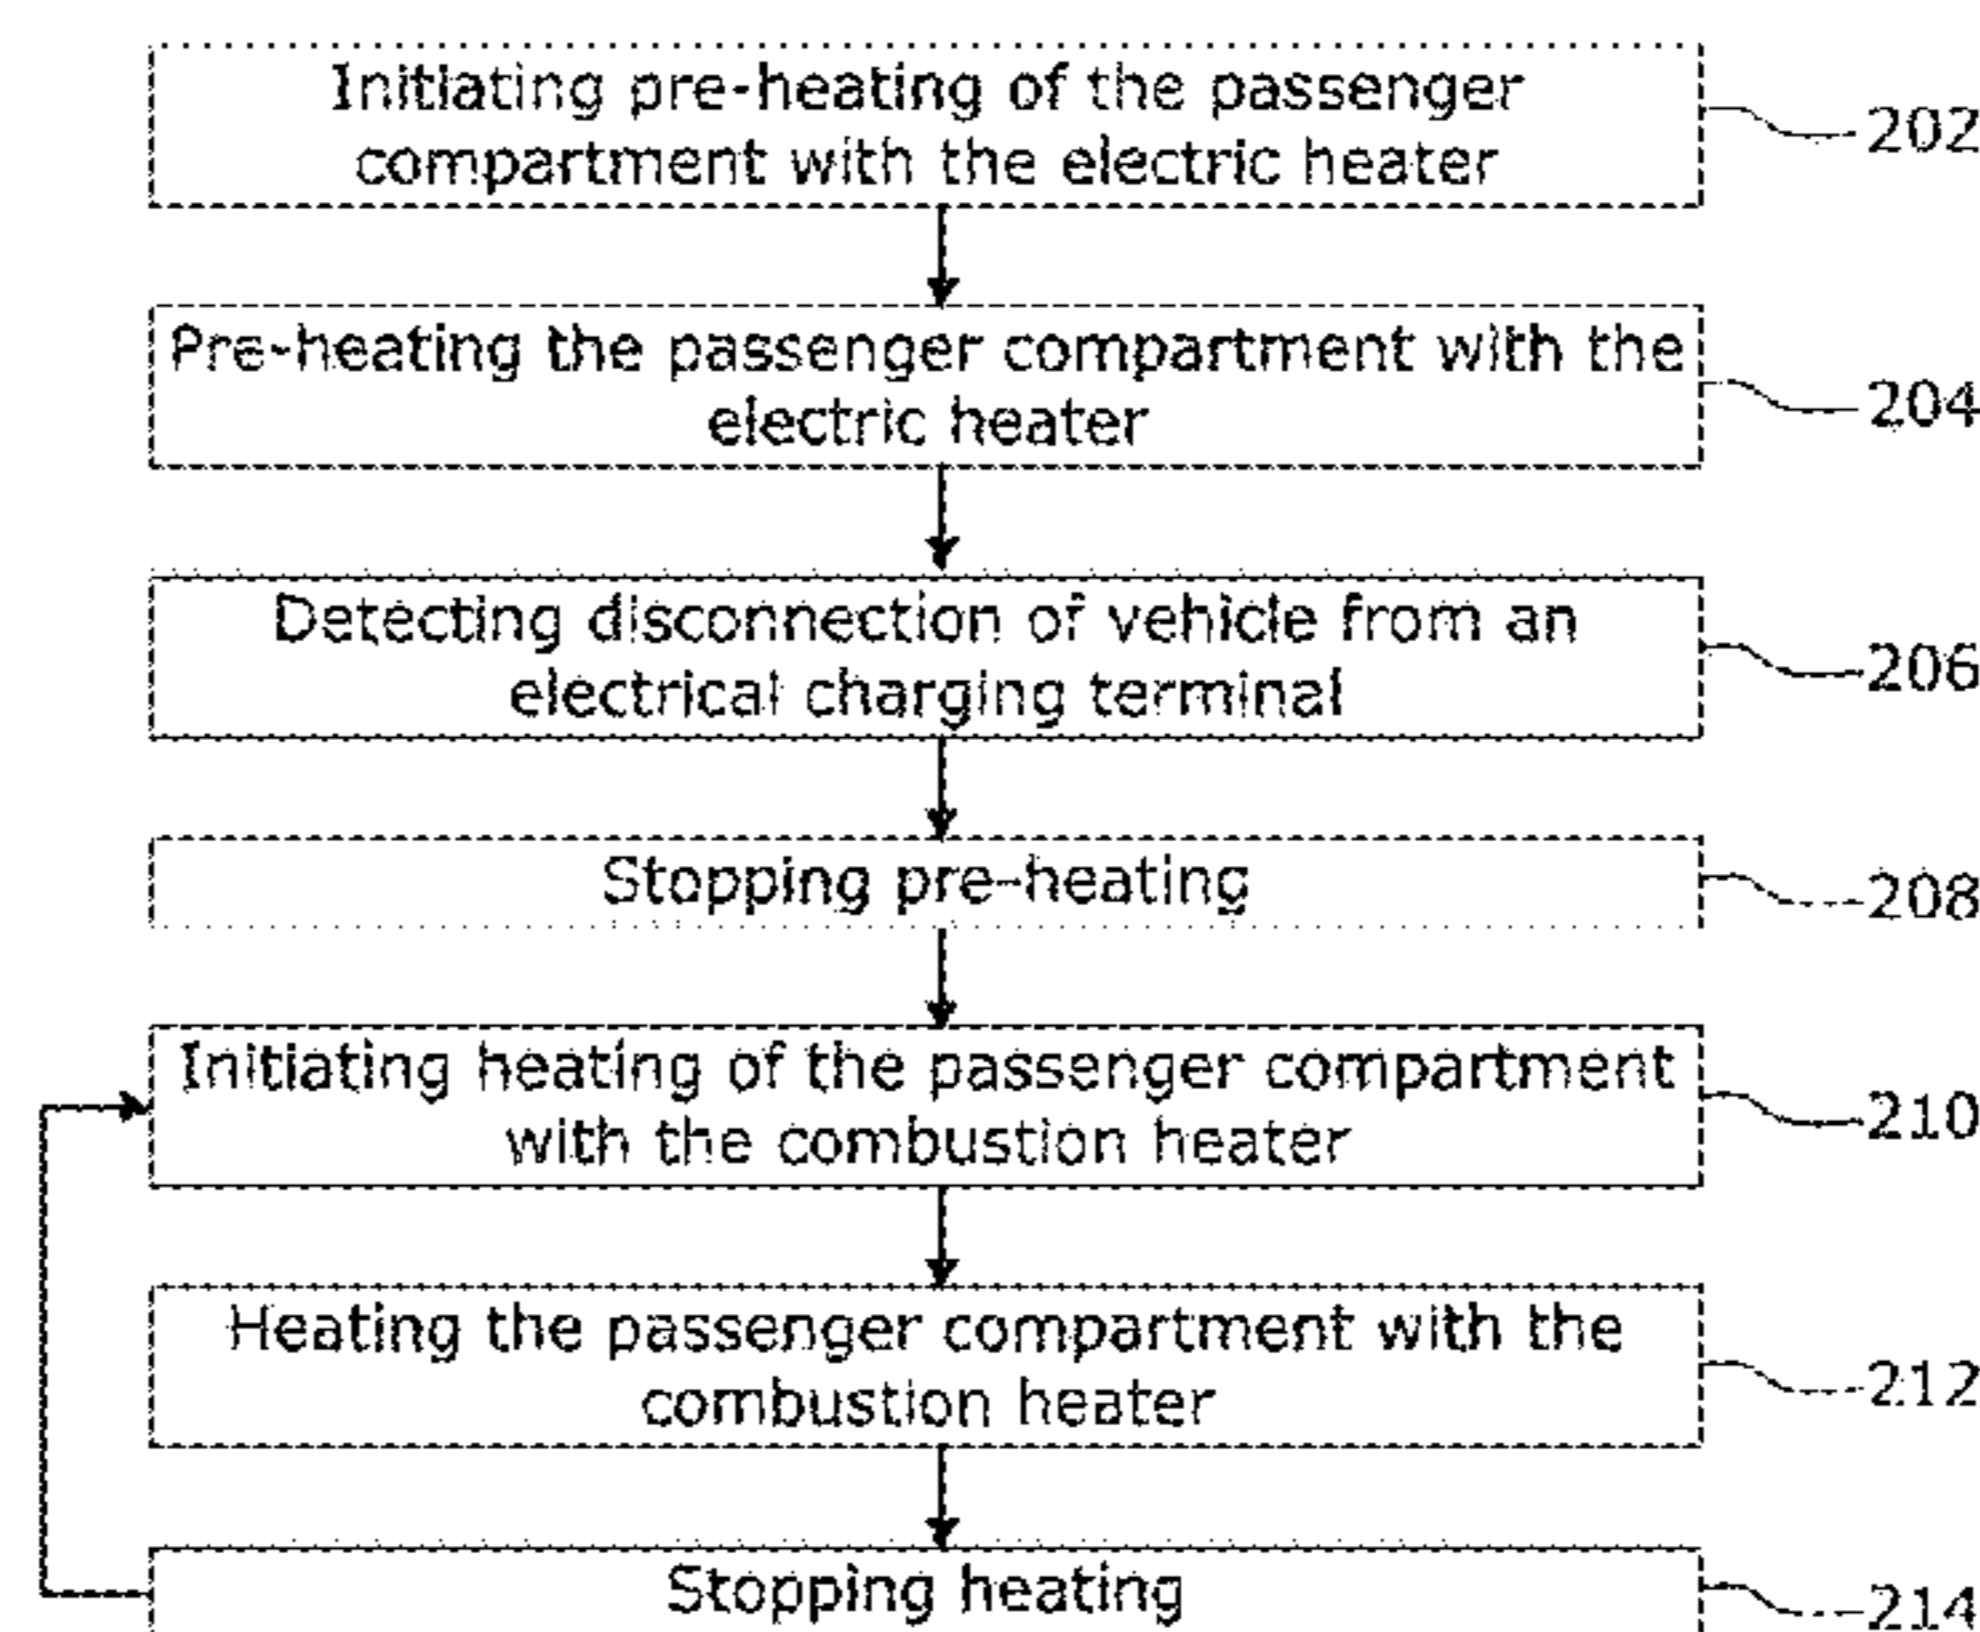 Initiating pre-heating of the passenger
compartment with the electric heater
202
Pre-heating the passenger compartment with the
electric heater
204
Detecting disconnection of vehicle from an
electrical charging terminal
206
Stopping pre-heating
208
Initiating heating of the passenger compartment
with the combustion heater
210
Heating the passenger compartment with the
combustion heater
212
Stopping heating
214